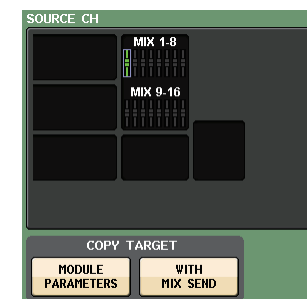 SOURCE CH
MIX 1-8
MIX 9-16
COPY TARGET
MODULE
PARAMETERS
WITH
MIX SEND